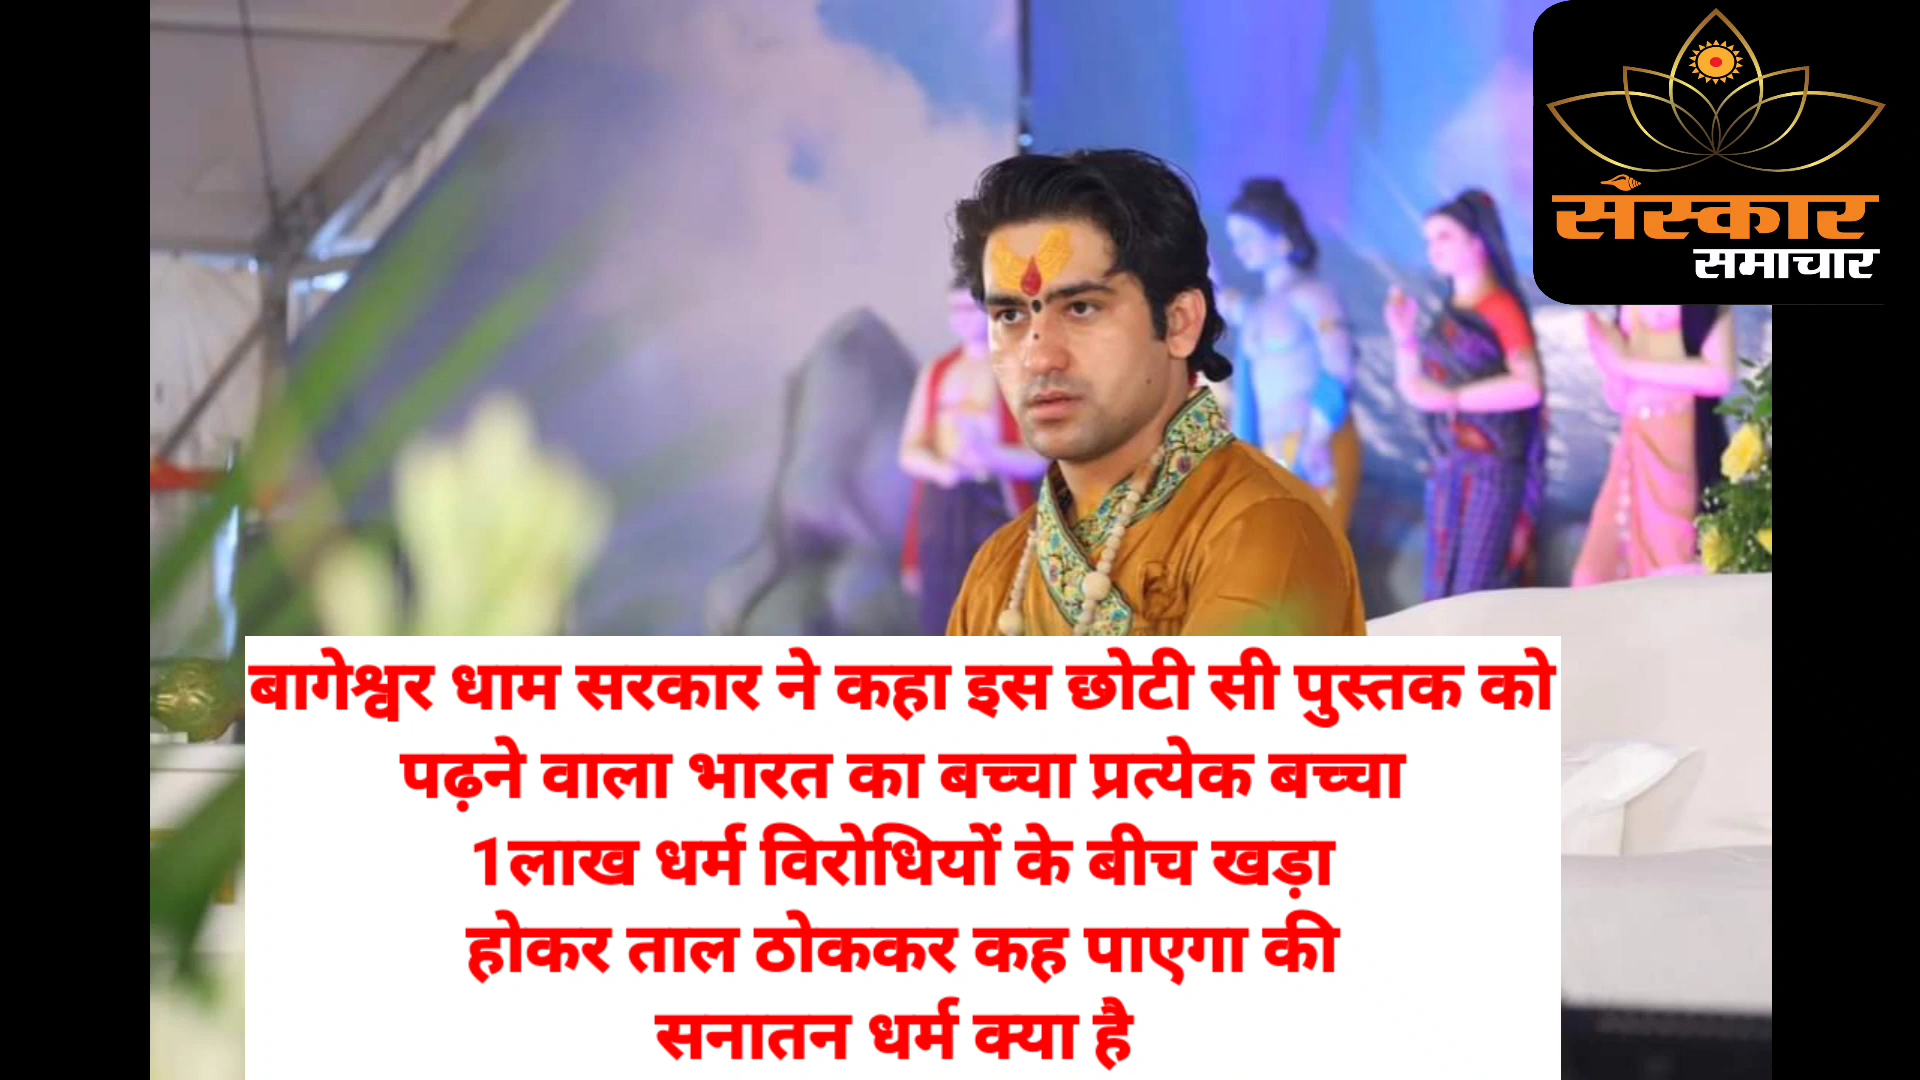 संस्कार
समाचार
बागेश्वर धाम सरकार ने कहा इस छोटी सी पुस्तक को
पढ़ने वाला भारत का बच्चा प्रत्येक बच्चा
1लाख धर्म विरोधियों के बीच खड़ा
होकर ताल ठोककर कह पाएगा की
सनातन धर्म क्या है